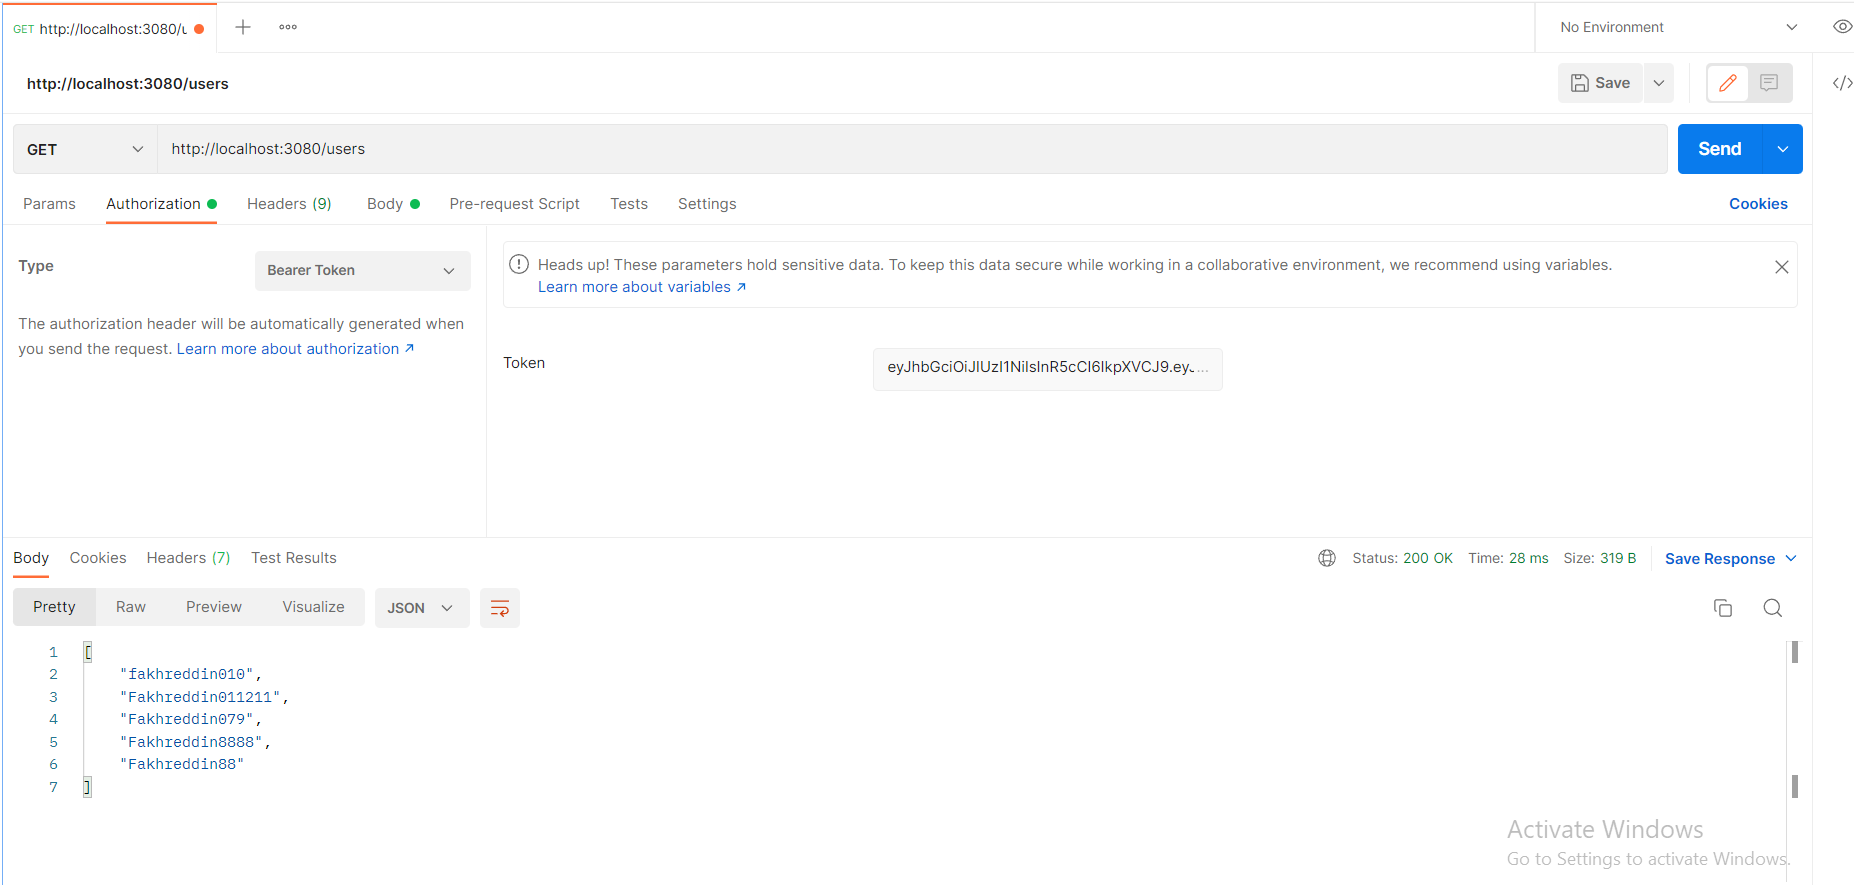 GET http://localhost:3080/u
No Environment
http://localhost:3080/users
Save
</>
GET http://localhost:3080/users
Send
Params Authorization Headers (9) Body Pre-request Script Tests Settings
Cookies
Type
Bearer Token
The authorization header will be automatically generated when
you send the request. Learn more about authorization ↗
Heads up! These parameters hold sensitive data. To keep this data secure while working in a collaborative environment, we recommend using variables.
Learn more about variables ↗
Token
eyJhbGciOiJIUzI1NiIsInR5cCI6IkpXVCJ9.eyJ...
Body Cookies Headers (7) Test Results
Status: 200 OK Time: 28 ms Size: 319 B
Save Response
Pretty Raw Preview Visualize JSON
1 [
2 "fakhreddin010",
3 "Fakhreddin011211",
4 "Fakhreddin079",
5 "Fakhreddin8888",
6 "Fakhreddin88"
7 ]
Activate Windows
Go to Settings to activate Windows.